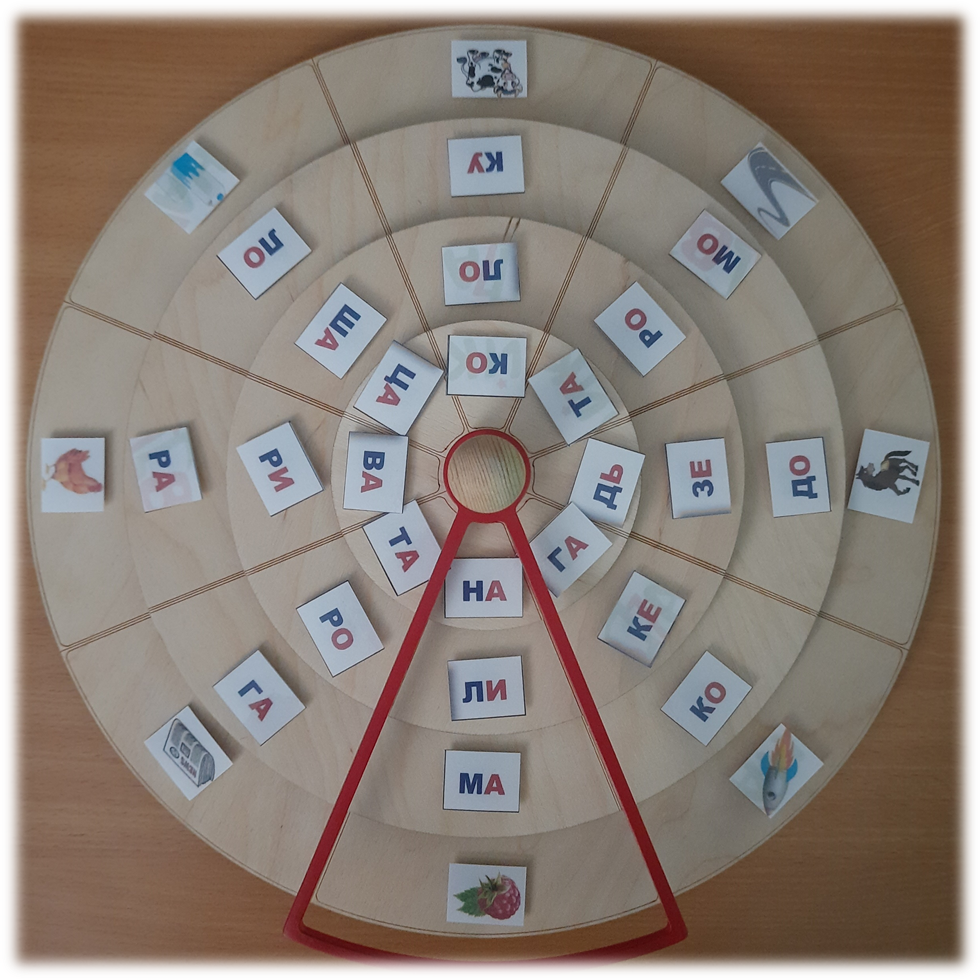 КУ
ЛО
КО
МО
РО
ТА
ДО
ЗЕ
ДЬ
КО
КЕ
ГА
МА
ЛИ
НА
ГА
РО
ТА
РА
РИ
ВА
ЛО
ША
ЦА